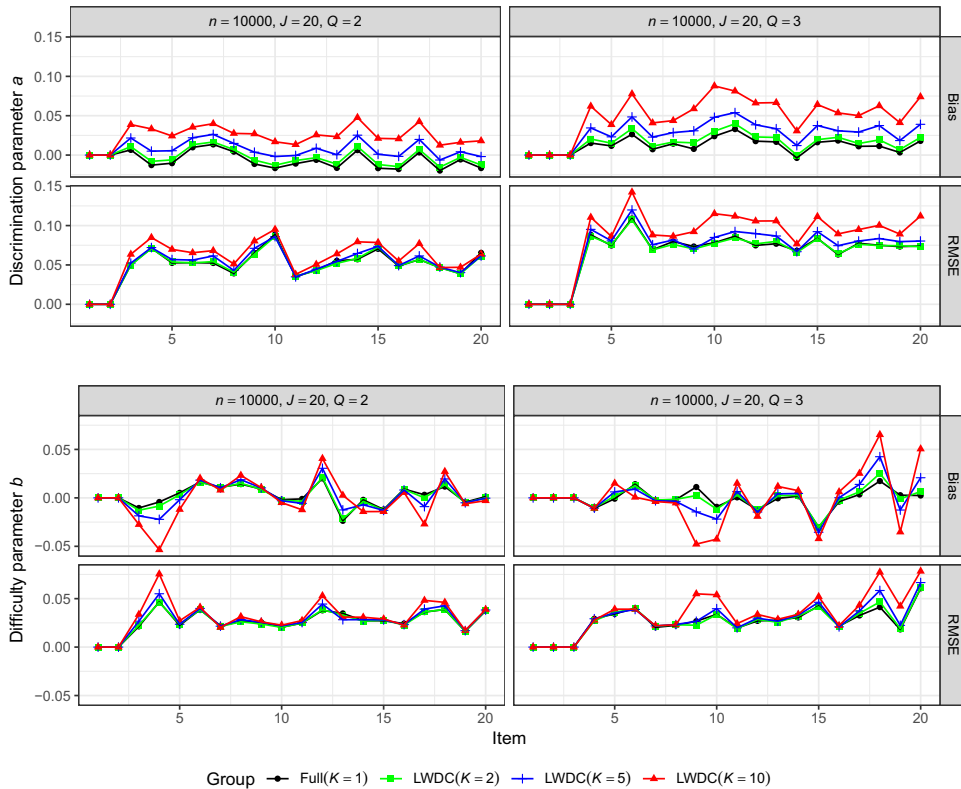 n = 10000, J = 20, Q = 2
n = 10000, J = 20, Q = 3
Discrimination parameter a
0.15
0.10
0.05
0.00
Bias
0.15
0.10
0.05
0.00
RMSE
5 10 15 20
5 10 15 20
n = 10000, J = 20, Q = 2
n = 10000, J = 20, Q = 3
Difficulty parameter b
0.05
0.00
−0.05
Bias
0.05
0.00
−0.05
RMSE
5 10 15 20
5 10 15 20
Item
Group Full(K = 1) LWDC(K = 2) LWDC(K = 5) LWDC(K = 10)